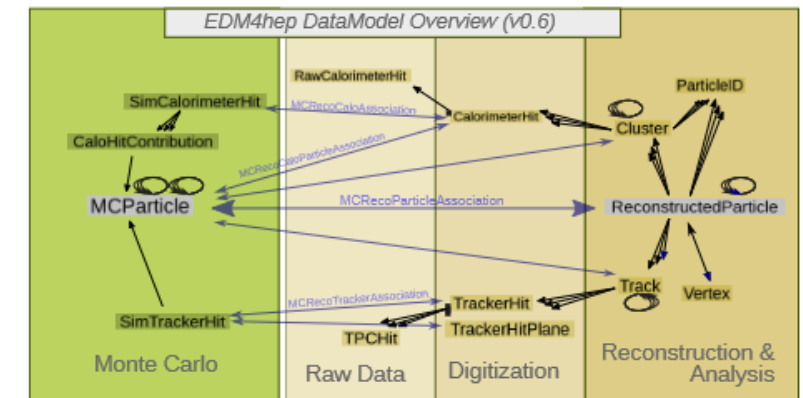 EDM4hep DataModel Overview (v0.6)
RawCalorimeterHit
ParticleID
SimCalorimeterHit
MCRecoCaloAssociation
CalorimeterHit
Cluster
CaloHitContribution
MCRecoCaloParticleAssociation
MCParticle
MCRecoParticleAssociation
ReconstructedParticle
Track
Vertex
MCRecoTrackerAssociation
TrackerHit
SimTrackerHit
TrackerHitPlane
TPCHit
Monte Carlo
Raw Data
Digitization
Reconstruction &
Analysis